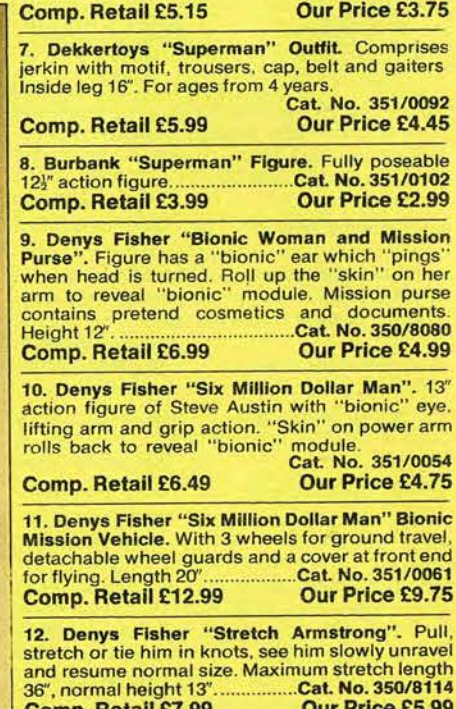 Comp. Retail £5.15 Our Price £3.75
7. Dekkertoys "Superman" Outfit. Comprises
jerkin with motif, trousers, cap, belt and gaiters
Inside leg 16". For ages from 4 years.
Cat. No. 351/0092
Comp. Retail £5.99 Our Price £4.45
8. Burbank "Superman" Figure. Fully poseable
12½" action figure..............................Cat. No. 351/0102
Comp. Retail £3.99 Our Price £2.99
9. Denys Fisher "Bionic Woman and Mission
Purse". Figure has a "bionic" ear which "pings"
when head is turned. Roll up the "skin" on her
arm to reveal "bionic" module. Mission purse
contains pretend cosmetics and documents.
Height 12". ..............................Cat. No. 350/8080
Comp. Retail £6.99 Our Price £4.99
10. Denys Fisher "Six Million Dollar Man". 13"
action figure of Steve Austin with "bionic" eye,
lifting arm and grip action. "Skin" on power arm
rolls back to reveal "bionic" module.
Cat. No. 351/0054
Comp. Retail £6.49 Our Price £4.75
11. Denys Fisher "Six Million Dollar Man" Bionic
Mission Vehicle. With 3 wheels for ground travel,
detachable wheel guards and a cover at front end
for flying. Length 20"................Cat. No. 351/0061
Comp. Retail £12.99 Our Price £9.75
12. Denys Fisher "Stretch Armstrong". Pull,
stretch or tie him in knots, see him slowly unravel
and resume normal size. Maximum stretch length
36", normal height 13"..............Cat. No. 350/8114
Comp. Retail £7.99 Our Price £5.99